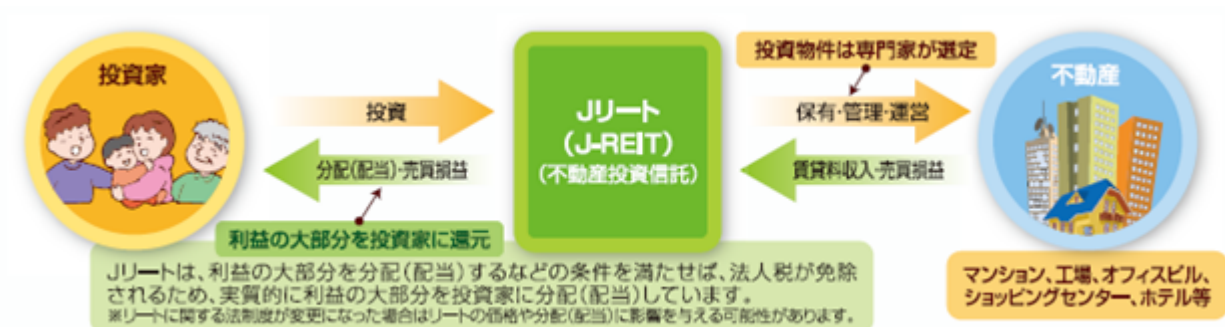 投資家
投資
分配(配当)・売買損益
利益の大部分を投資家に還元
Jリート
(J-REIT)
(不動産投資信託)
投資物件は専門家が選定
保有・管理・運営
賃貸料収入・売買損益
不動産
マンション、工場、オフィスビル、
ショッピングセンター、ホテル等
Jリートは、利益の大部分を分配(配当)するなどの条件を満たせば、法人税が免除
されるため、実質的に利益の大部分を投資家に分配(配当)しています。
※リートに関する法制度が変更になった場合はリートの価格や分配(配当)に影響を与える可能性があります。